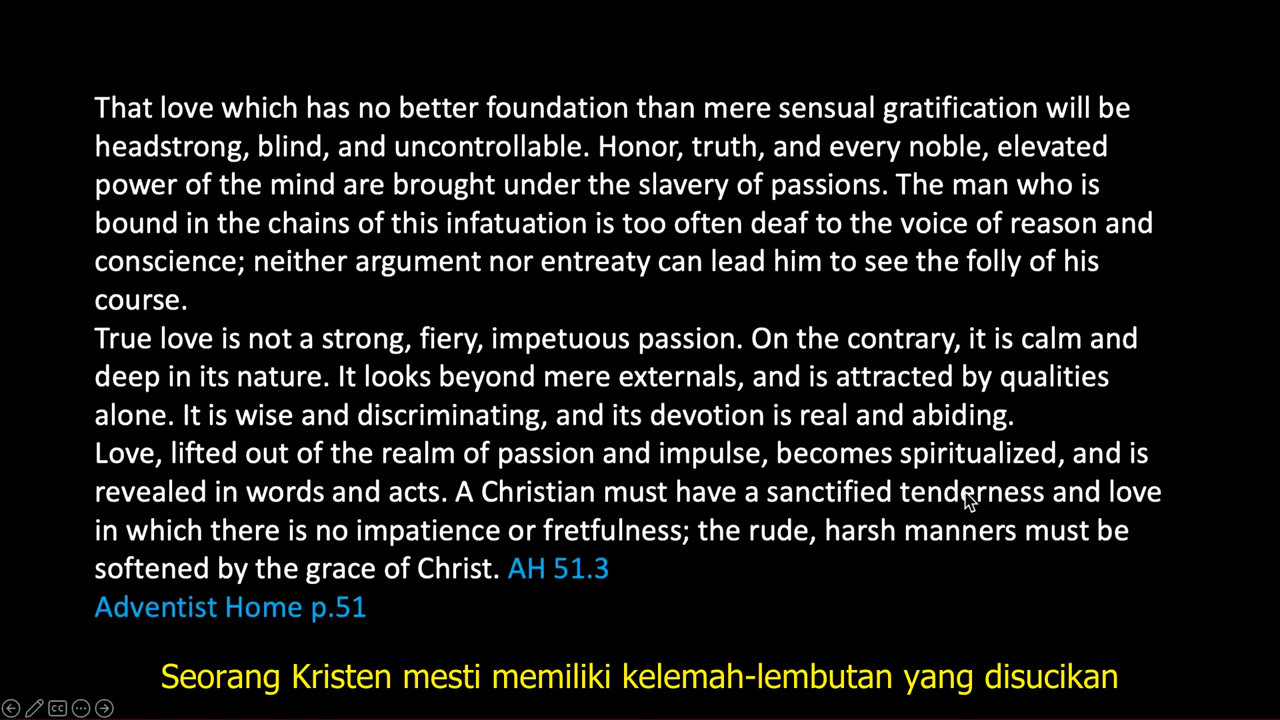 That love which has no better foundation than mere sensual gratification will be
headstrong, blind, and uncontrollable. Honor, truth, and every noble, elevated
power of the mind are brought under the slavery of passions. The man who is
bound in the chains of this infatuation is too often deaf to the voice of reason and
conscience; neither argument nor entreaty can lead him to see the folly of his
course.
True love is not a strong, fiery, impetuous passion. On the contrary, it is calm and
deep in its nature. It looks beyond mere externals, and is attracted by qualities
alone. It is wise and discriminating, and its devotion is real and abiding.
Love, lifted out of the realm of passion and impulse, becomes spiritualized, and is
revealed in words and acts. A Christian must have a sanctified tenderness and love
in which there is no impatience or fretfulness; the rude, harsh manners must be
softened by the grace of Christ. AH 51.3
Adventist Home p.51
Seorang Kristen mesti memiliki kelemah-lembutan yang disucikan
CC